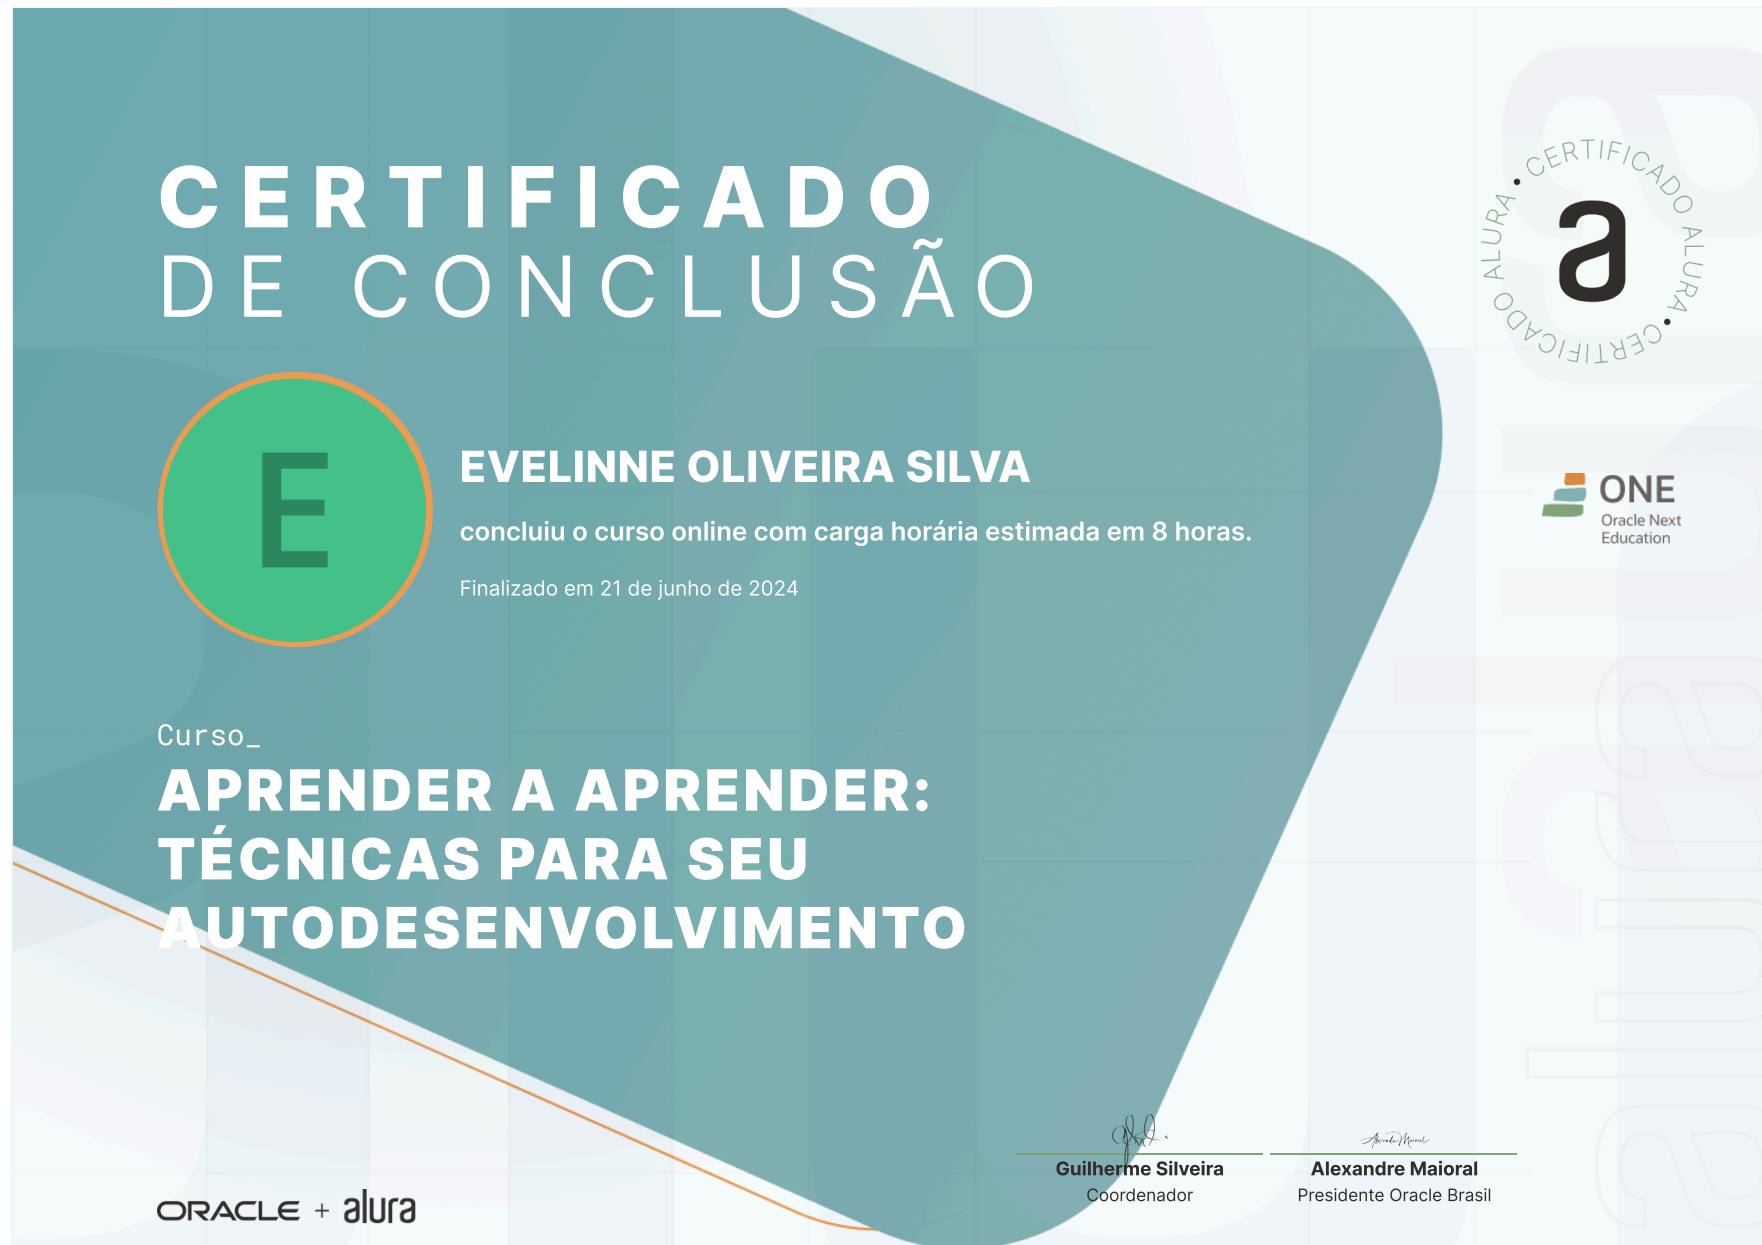 CERTIFICADO
DE CONCLUSÃO
CERTIFICADO ALURA • CERTIFICADO ALURA •
a
E
EVELINNE OLIVEIRA SILVA
concluiu o curso online com carga horária estimada em 8 horas.
Finalizado em 21 de junho de 2024
ONE
Oracle Next
Education
Curso_
APRENDER A APRENDER:
TÉCNICAS PARA SEU
AUTODESENVOLVIMENTO
Guilherme Silveira
Coordenador
Alexandre Maioral
Presidente Oracle Brasil
ORACLE + alura
alura